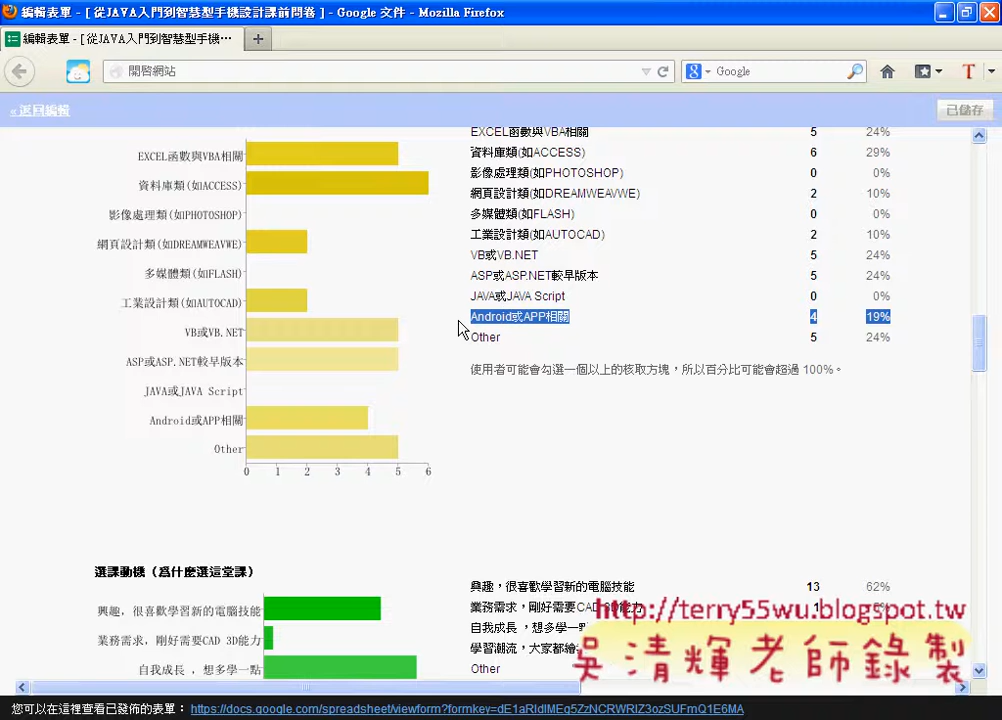 編輯表單 - [ 從JAVA入門到智慧型手機設計課前問卷 ] - Google 文件 - Mozilla Firefox
編輯表單 - [ 從JAVA入門到智慧型手機…
開啓網站
Google
« 返回編輯
已儲存
EXCEL函數與VBA相關
資料庫類(如ACCESS)
影像處理類(如PHOTOSHOP)
網頁設計類(如DREAMWEAVWE)
多媒體類(如FLASH)
工業設計類(如AUTOCAD)
VB或VB.NET
ASP或ASP.NET較早版本
JAVA或JAVA Script
Android或APP相關
Other
0 1 2 3 4 5 6
EXCEL函數與VBA相關 5 24%
資料庫類(如ACCESS) 6 29%
影像處理類(如PHOTOSHOP) 0 0%
網頁設計類(如DREAMWEAVWE) 2 10%
多媒體類(如FLASH) 0 0%
工業設計類(如AUTOCAD) 2 10%
VB或VB.NET 5 24%
ASP或ASP.NET較早版本 5 24%
JAVA或JAVA Script 0 0%
Android或APP相關 4 19%
Other 5 24%
使用者可能會勾選一個以上的核取方塊，所以百分比可能會超過 100%。
選課動機（爲什麼選這堂課）
興趣，很喜歡學習新的電腦技能
業務需求，剛好需要CAD 3D能力
自我成長 ，想多學一點
興趣，很喜歡學習新的電腦技能 13 62%
業務需求，剛好需要CAD 3D能力 1
自我成長 ，想多學一點
學習潮流，大家都
Other
http://terry55wu.blogspot.tw
吳清輝老師錄製
您可以在這裡查看已發佈的表單： https://docs.google.com/spreadsheet/viewform?formkey=dE1aRldlMEg5ZzNCRWRIZ3ozSUFmQ1E6MA